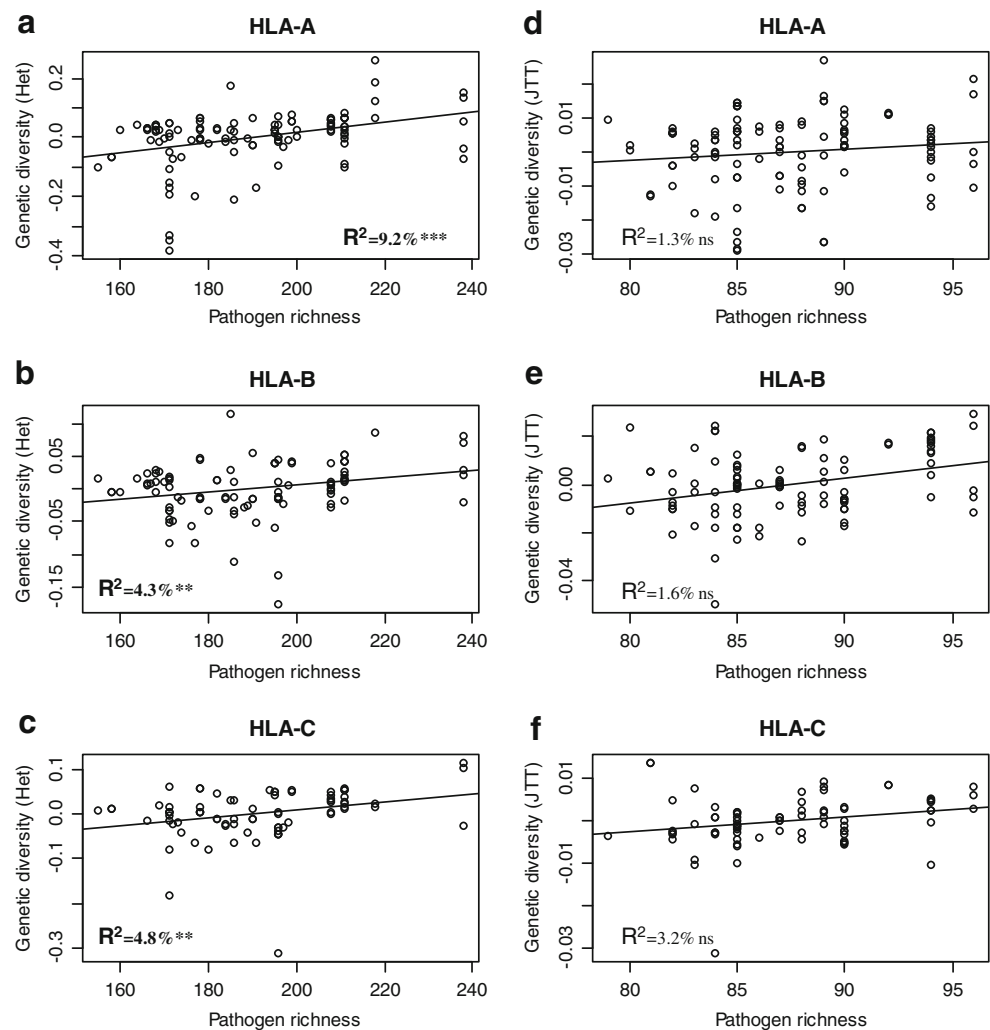 a
HLA-A
Genetic diversity (Het)
0.2
0.0
-0.2
-0.4
R²=9.2% ***
160 180 200 220 240
Pathogen richness
d
HLA-A
Genetic diversity (JTT)
0.01
-0.01
-0.03
R²=1.3% ns
80 85 90 95
Pathogen richness
b
HLA-B
Genetic diversity (Het)
0.05
-0.05
-0.15
R²=4.3% **
160 180 200 220 240
Pathogen richness
e
HLA-B
Genetic diversity (JTT)
0.00
-0.04
R²=1.6% ns
80 85 90 95
Pathogen richness
c
HLA-C
Genetic diversity (Het)
0.1
0.0
-0.1
-0.3
R²=4.8% **
160 180 200 220 240
Pathogen richness
f
HLA-C
Genetic diversity (JTT)
0.01
-0.01
-0.03
R²=3.2% ns
80 85 90 95
Pathogen richness